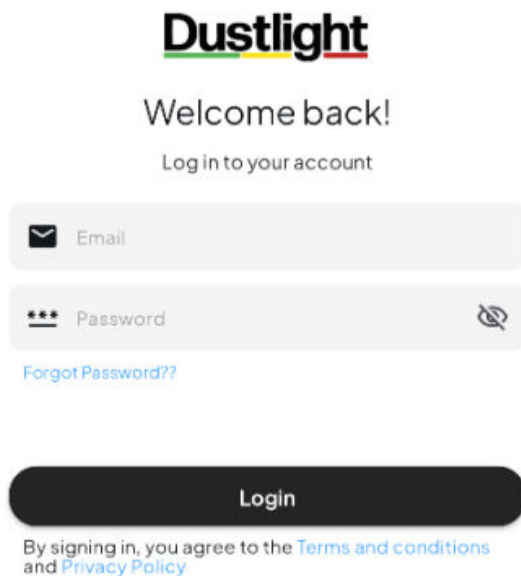 Dustlight
Welcome back!
Log in to your account
Email
Password
Forgot Password??
Login
By signing in, you agree to the Terms and conditions
and Privacy Policy